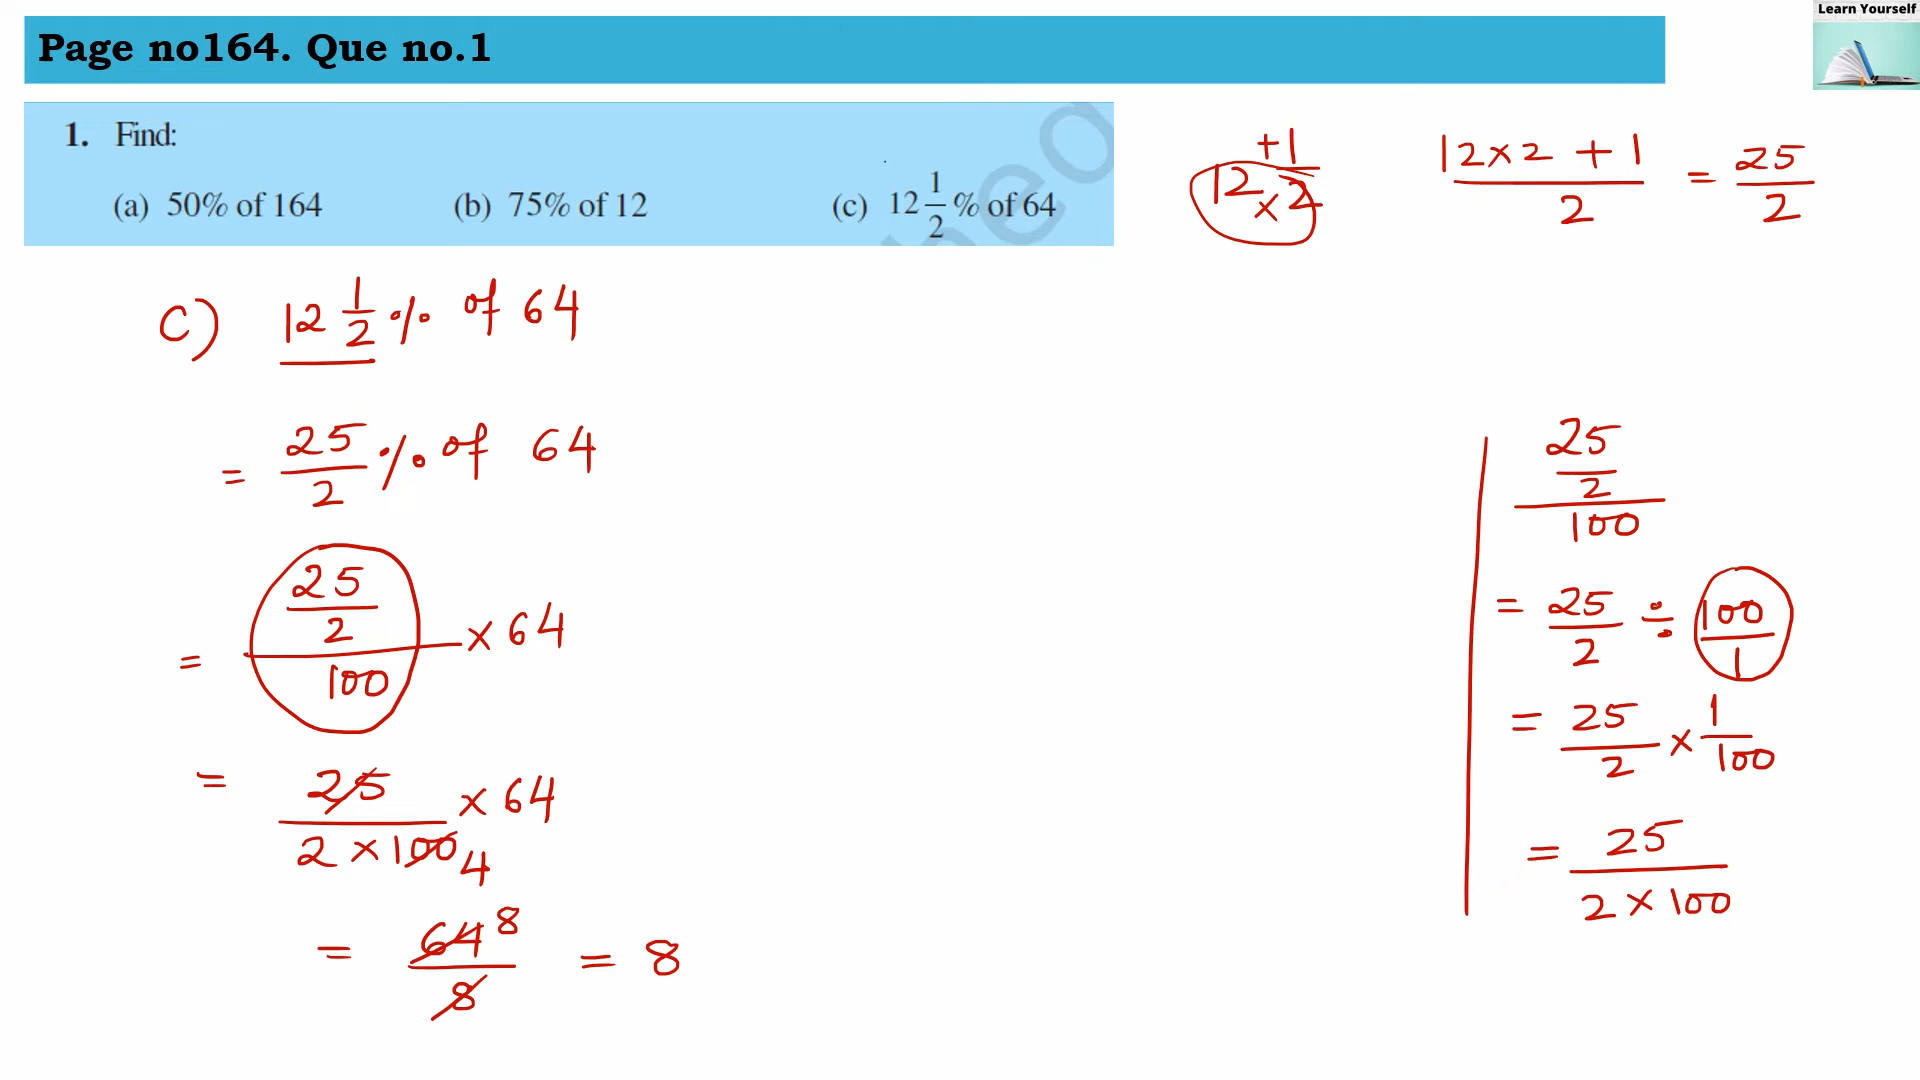 Learn Yourself
Page no164. Que no.1
1. Find:
(a) 50% of 164 (b) 75% of 12 (c) 12 1/2 % of 64
+1
12 × 2
12×2 + 1 / 2 = 25/2
C) 12 1/2 % of 64
= 25/2 % of 64
= 25/2 / 100 × 64
= 25 / 2 × 100 × 64
4
= 64/8 8 = 8
25/2 / 100
= 25/2 ÷ 100/1
= 25/2 × 1/100
= 25 / 2 × 100